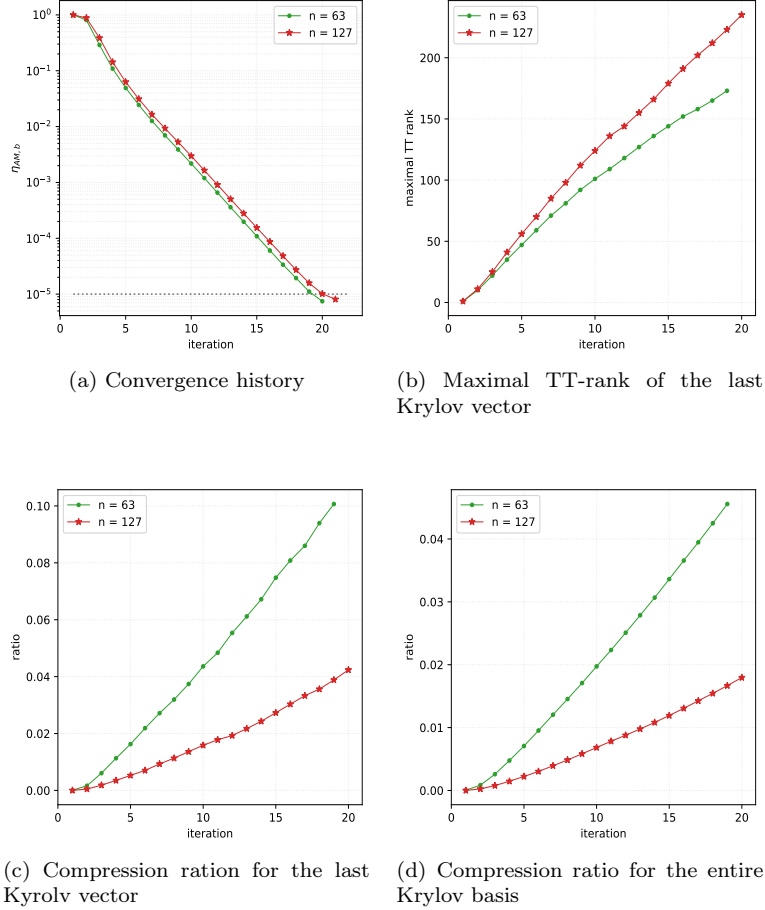 n = 63
n = 127
10^0
10^-1
10^-2
10^-3
10^-4
10^-5
η_AM,b
0 5 10 15 20
iteration
(a) Convergence history
n = 63
n = 127
200
150
100
50
0
maximal TT rank
0 5 10 15 20
iteration
(b) Maximal TT-rank of the last
Krylov vector
n = 63
n = 127
0.10
0.08
0.06
0.04
0.02
0.00
ratio
0 5 10 15 20
iteration
(c) Compression ration for the last
Kyrolv vector
n = 63
n = 127
0.04
0.03
0.02
0.01
0.00
ratio
0 5 10 15 20
iteration
(d) Compression ratio for the entire
Krylov basis